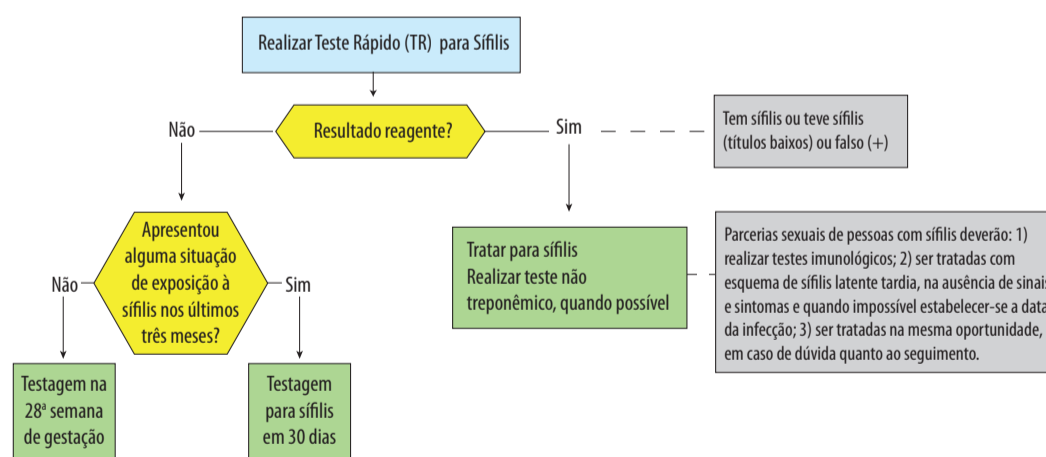 Realizar Teste Rápido (TR) para Sífilis
Não
Resultado reagente?
Sim
Tem sífilis ou teve sífilis
(títulos baixos) ou falso (+)
Apresentou
alguma situação
de exposição à
sífilis nos últimos
três meses?
Não
Sim
Tratar para sífilis
Realizar teste não
treponêmico, quando possível
Parcerias sexuais de pessoas com sífilis deverão: 1)
realizar testes imunológicos; 2) ser tratadas com
esquema de sífilis latente tardia, na ausência de sinais
e sintomas e quando impossível estabelecer-se a data
da infecção; 3) ser tratadas na mesma oportunidade,
em caso de dúvida quanto ao seguimento.
Testagem na
28ª semana
de gestação
Testagem
para sífilis
em 30 dias